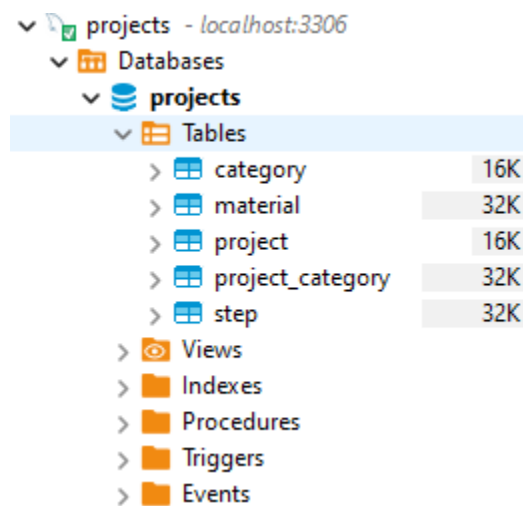 projects - localhost:3306
Databases
projects
Tables
category 16K
material 32K
project 16K
project_category 32K
step 32K
Views
Indexes
Procedures
Triggers
Events